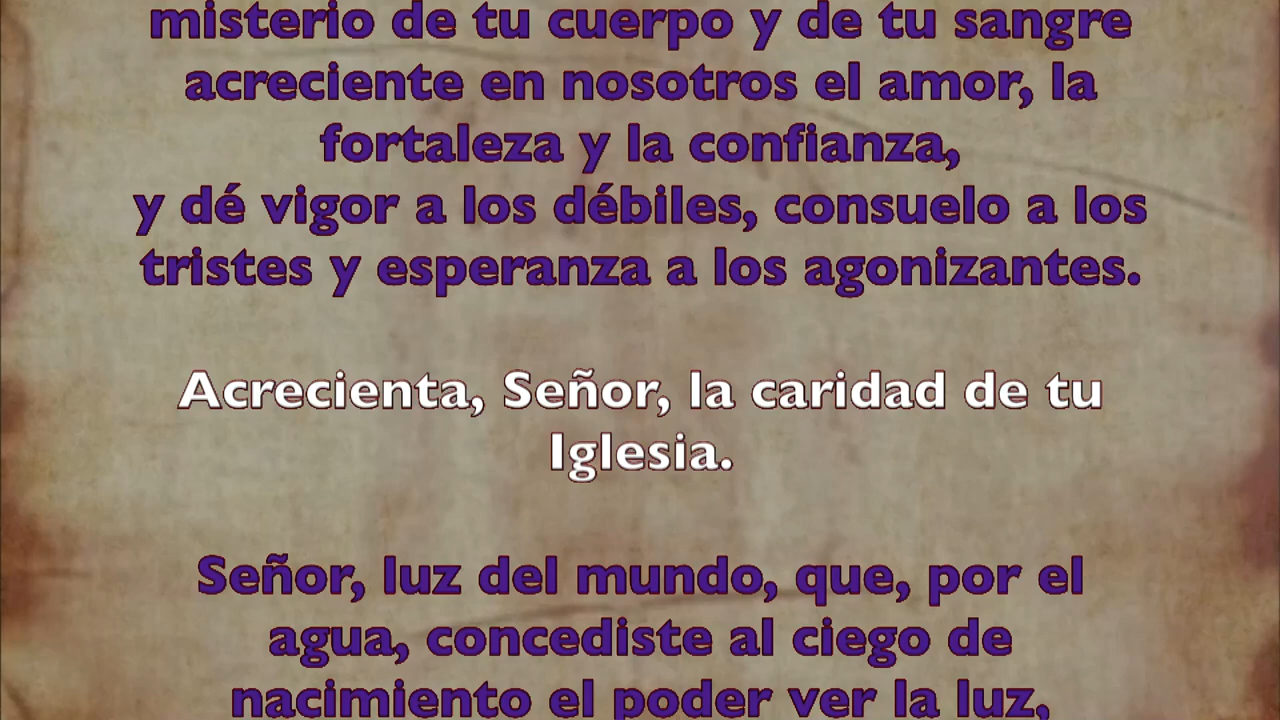 misterio de tu cuerpo y de tu sangre
acreciente en nosotros el amor, la
fortaleza y la confianza,
y dé vigor a los débiles, consuelo a los
tristes y esperanza a los agonizantes.
Acrecienta, Señor, la caridad de tu
Iglesia.
Señor, luz del mundo, que, por el
agua, concediste al ciego de
nacimiento el poder ver la luz,